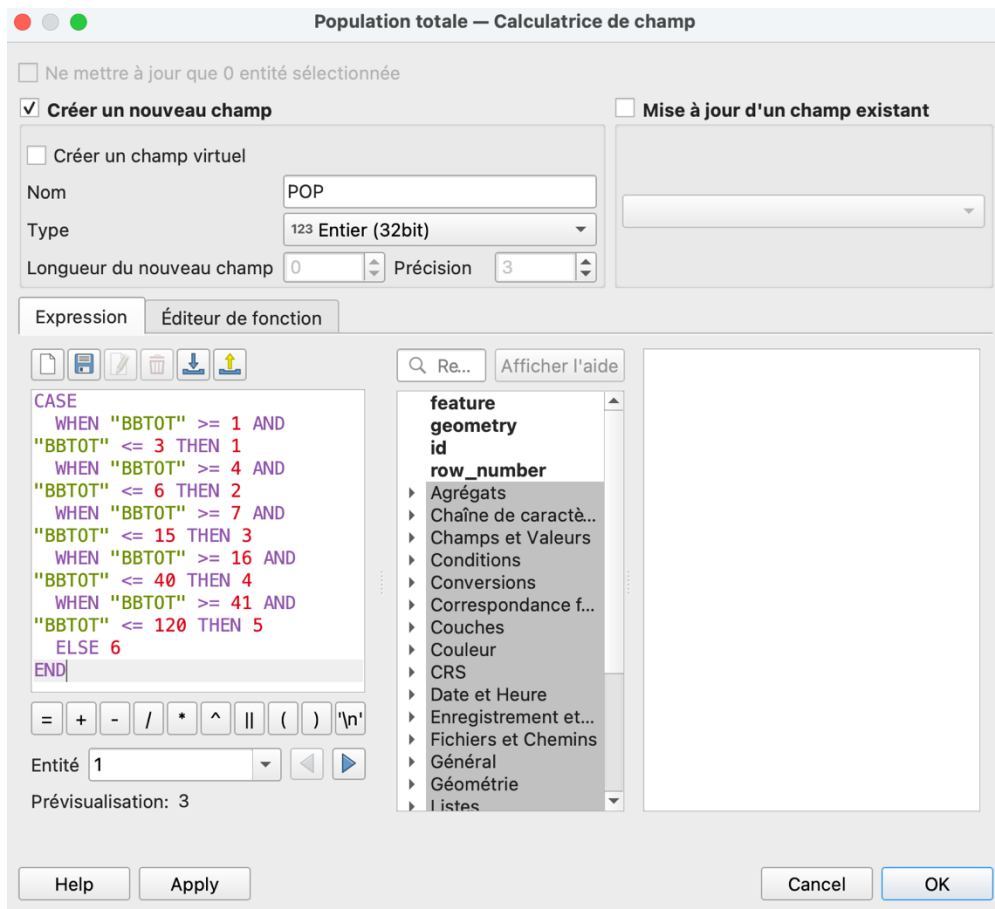 Population totale — Calculatrice de champ
Ne mettre à jour que 0 entité sélectionnée
Créer un nouveau champ
Mise à jour d'un champ existant
Créer un champ virtuel
Nom
POP
Type
123 Entier (32bit)
Longueur du nouveau champ
0
Précision
3
Expression
Éditeur de fonction
CASE
WHEN "BBTOT" >= 1 AND
"BBTOT" <= 3 THEN 1
WHEN "BBTOT" >= 4 AND
"BBTOT" <= 6 THEN 2
WHEN "BBTOT" >= 7 AND
"BBTOT" <= 15 THEN 3
WHEN "BBTOT" >= 16 AND
"BBTOT" <= 40 THEN 4
WHEN "BBTOT" >= 41 AND
"BBTOT" <= 120 THEN 5
ELSE 6
END
= + - / * ^ || ( ) '\n'
Entité
1
Prévisualisation: 3
Re...
Afficher l'aide
feature
geometry
id
row_number
Agrégats
Chaîne de caractè...
Champs et Valeurs
Conditions
Conversions
Correspondance f...
Couches
Couleur
CRS
Date et Heure
Enregistrement et...
Fichiers et Chemins
Général
Géométrie
Listes
Help
Apply
Cancel
OK